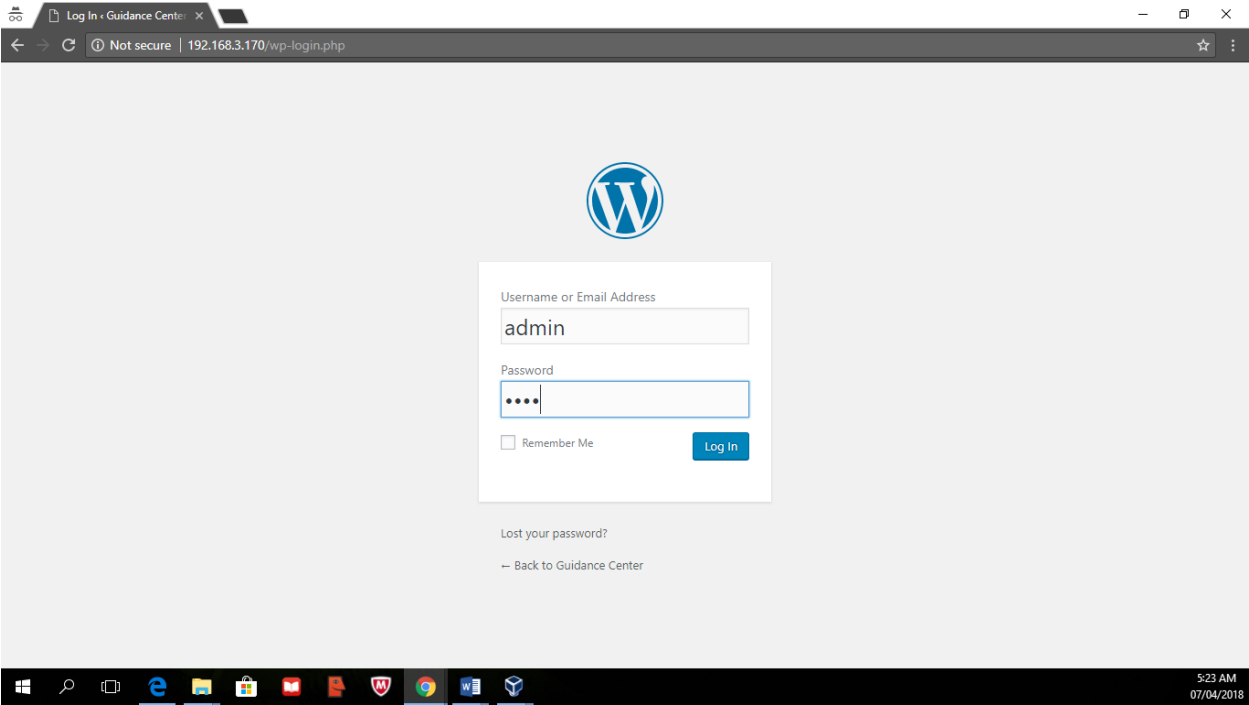 Log In ‹ Guidance Center
Not secure | 192.168.3.170/wp-login.php
Username or Email Address
admin
Password
••••
Remember Me
Log In
Lost your password?
← Back to Guidance Center
5:23 AM
07/04/2018